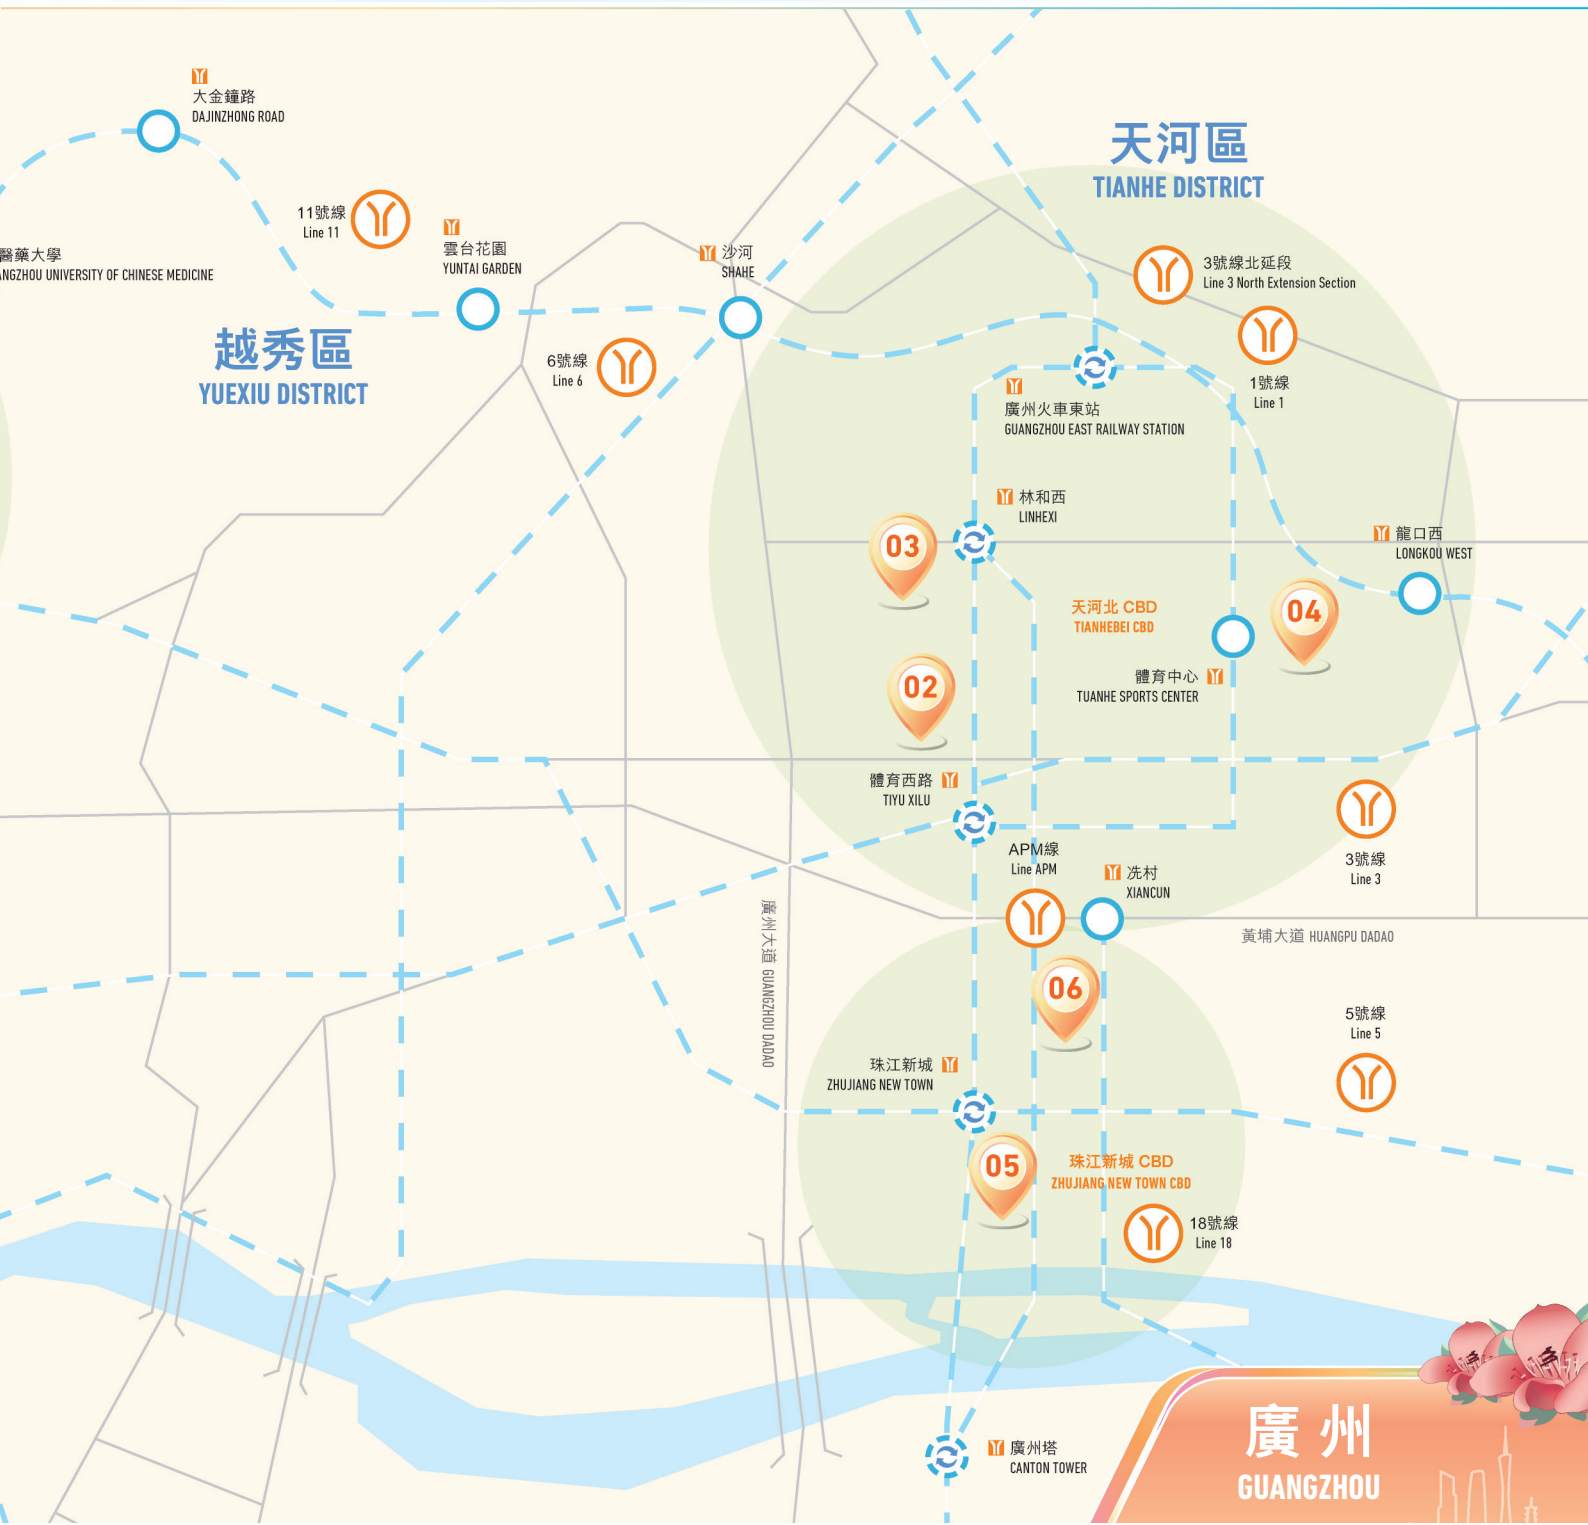 大金鐘路
DAJINZHONG ROAD
天河區
TIANHE DISTRICT
11號線
Line 11
雲台花園
YUNTAI GARDEN
沙河
SHAHE
醫藥大學
ANGZHOU UNIVERSITY OF CHINESE MEDICINE
3號線北延段
Line 3 North Extension Section
越秀區
YUEXIU DISTRICT
6號線
Line 6
1號線
Line 1
廣州火車東站
GUANGZHOU EAST RAILWAY STATION
林和西
LINHEXI
龍口西
LONGKOU WEST
03
天河北 CBD
TIANHEBEI CBD
04
體育中心
TUANHE SPORTS CENTER
02
體育西路
TIYU XILU
APM線
Line APM
冼村
XIANCUN
3號線
Line 3
廣州大道 GUANGZHOU DADAO
黃埔大道 HUANGPU DADAO
06
5號線
Line 5
珠江新城
ZHUJIANG NEW TOWN
05
珠江新城 CBD
ZHUJIANG NEW TOWN CBD
18號線
Line 18
廣州塔
CANTON TOWER
廣州
GUANGZHOU